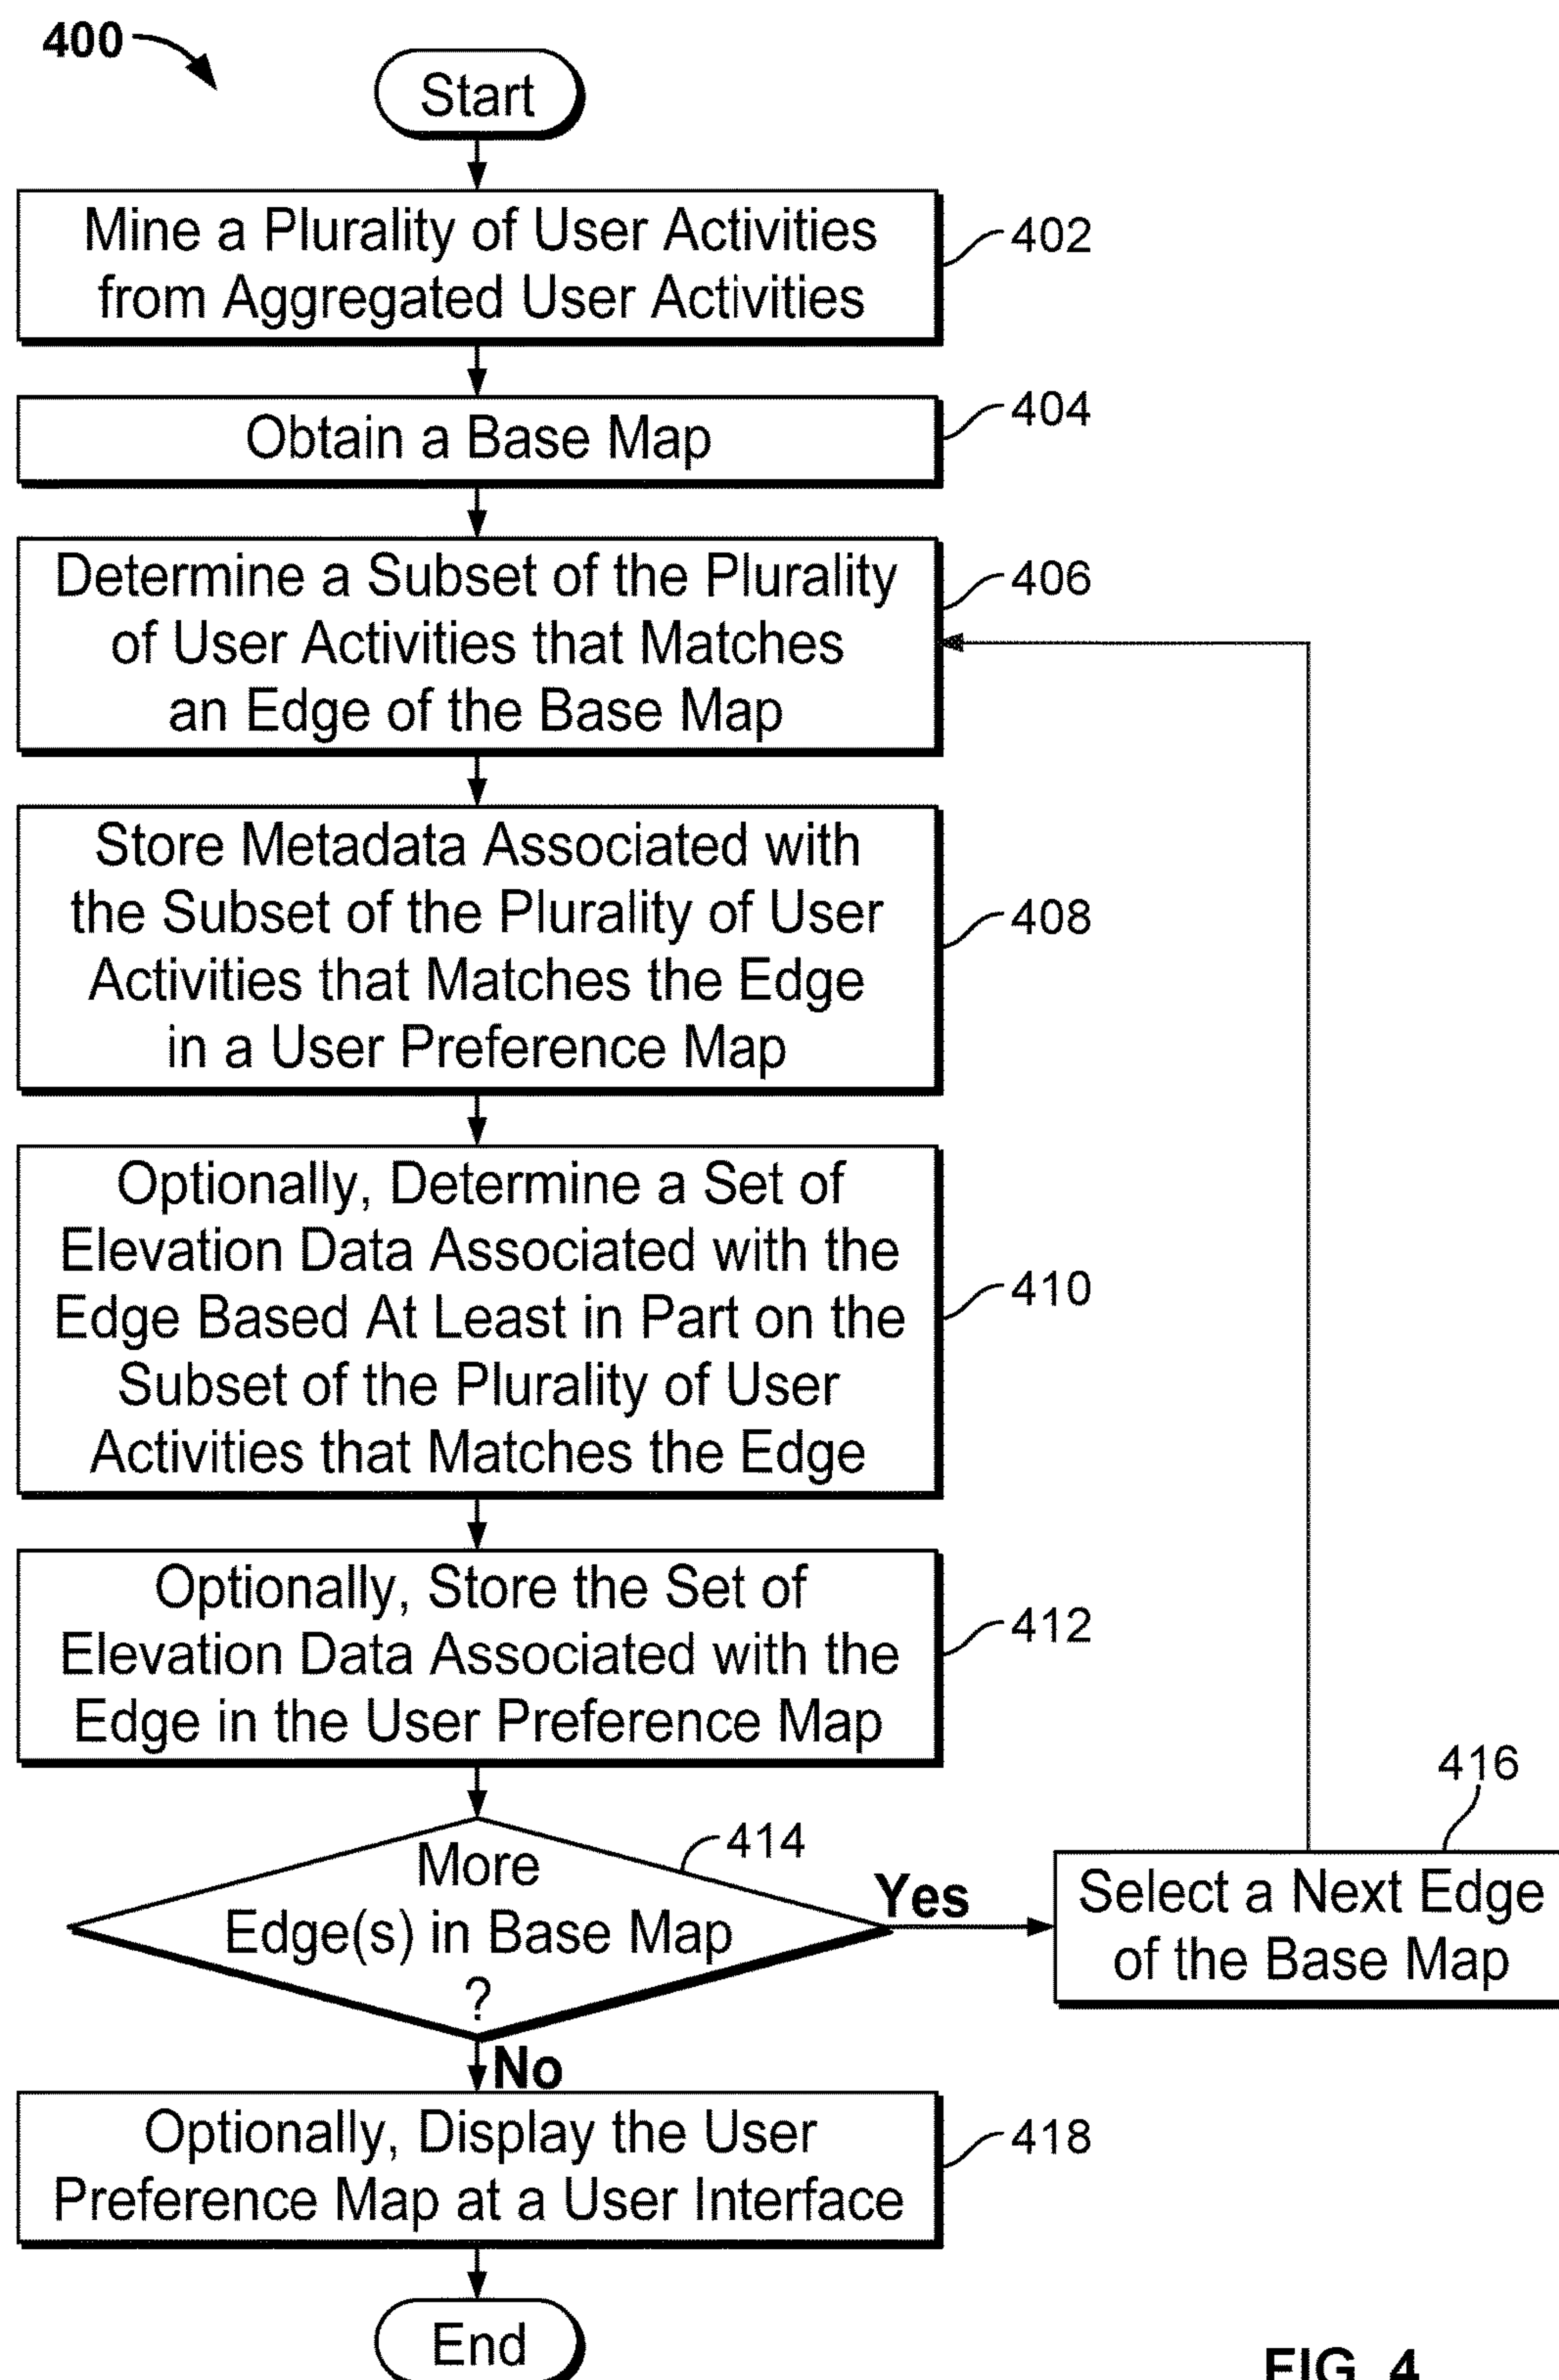 400
Start
Mine a Plurality of User Activities
from Aggregated User Activities
402
Obtain a Base Map
404
Determine a Subset of the Plurality
of User Activities that Matches
an Edge of the Base Map
406
Store Metadata Associated with
the Subset of the Plurality of User
Activities that Matches the Edge
in a User Preference Map
408
Optionally, Determine a Set of
Elevation Data Associated with the
Edge Based At Least in Part on the
Subset of the Plurality of User
Activities that Matches the Edge
410
Optionally, Store the Set of
Elevation Data Associated with the
Edge in the User Preference Map
412
More
Edge(s) in Base Map
?
414
Yes
416
Select a Next Edge
of the Base Map
No
Optionally, Display the User
Preference Map at a User Interface
418
End
FIG. 4